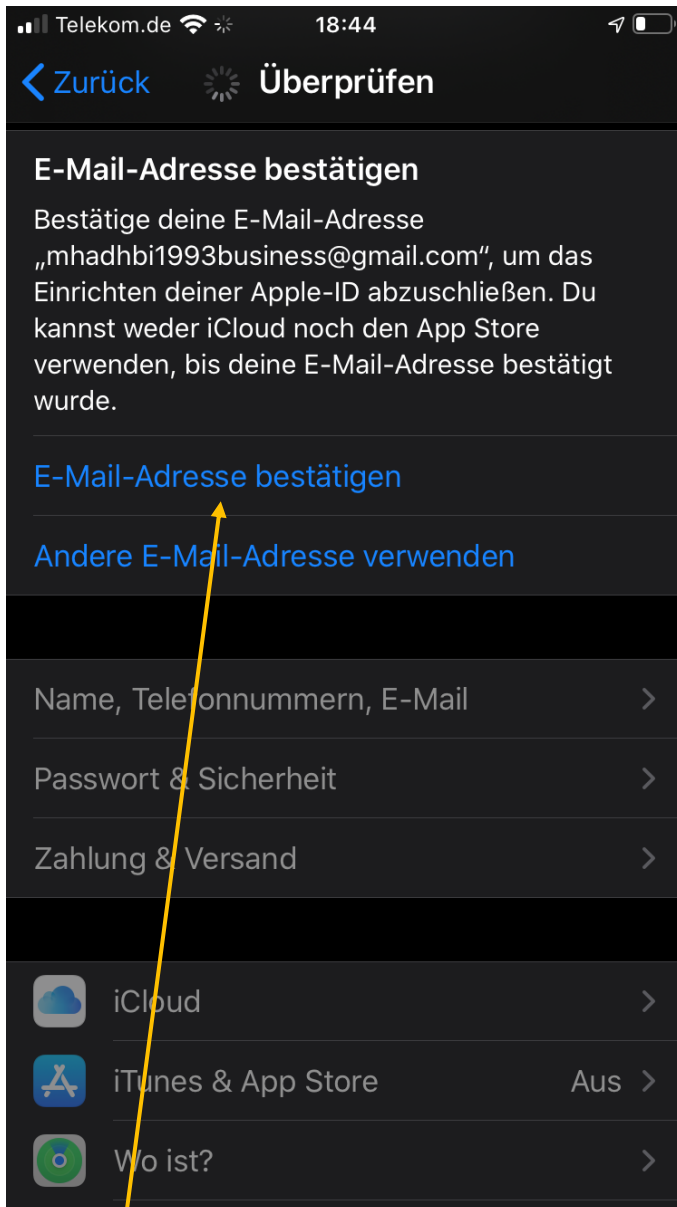 Telekom.de 18:44
Zurück Überprüfen
E-Mail-Adresse bestätigen
Bestätige deine E-Mail-Adresse
„mhadhbi1993business@gmail.com“, um das
Einrichten deiner Apple-ID abzuschließen. Du
kannst weder iCloud noch den App Store
verwenden, bis deine E-Mail-Adresse bestätigt
wurde.
E-Mail-Adresse bestätigen
Andere E-Mail-Adresse verwenden
Name, Telefonnummern, E-Mail
Passwort & Sicherheit
Zahlung & Versand
iCloud
iTunes & App Store Aus
Wo ist?